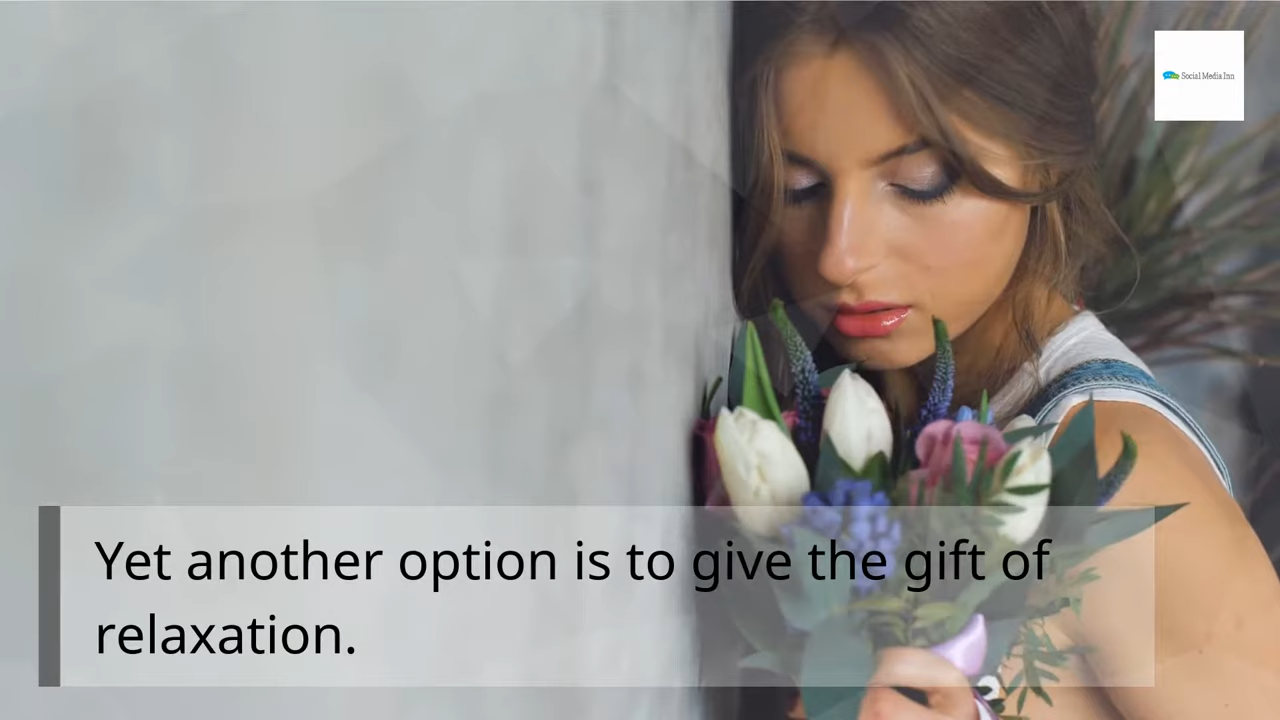 Social Media Inn
Yet another option is to give the gift of
relaxation.